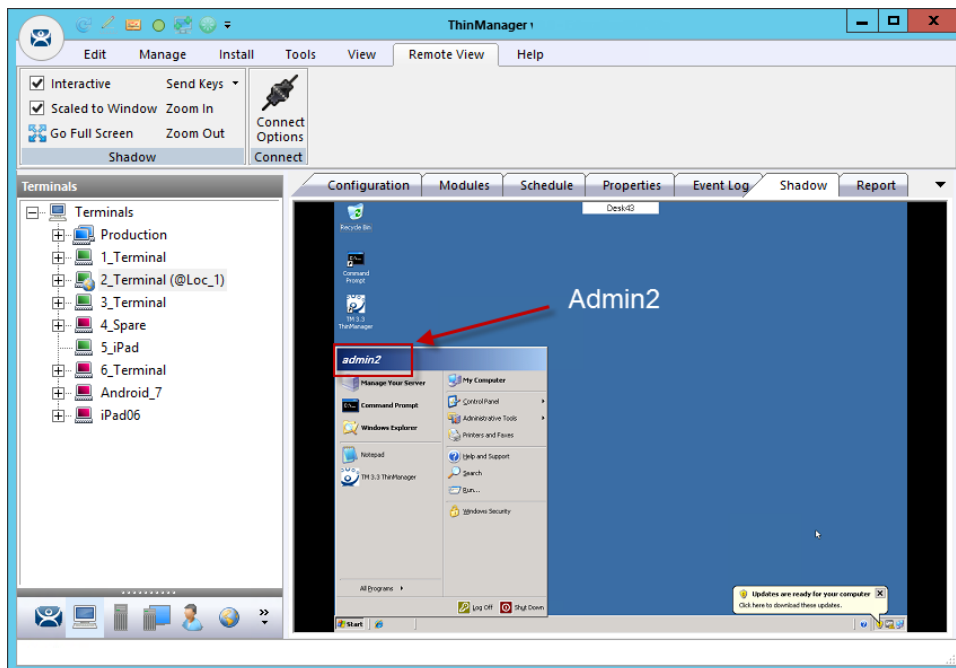 ThinManager
Edit Manage Install Tools View Remote View Help
Interactive Send Keys
Scaled to Window Zoom In
Go Full Screen Zoom Out
Connect Options
Shadow Connect
Terminals
Configuration Modules Schedule Properties Event Log Shadow Report
Terminals
Production
1_Terminal
2_Terminal (@Loc_1)
3_Terminal
4_Spare
5_iPad
6_Terminal
Android_7
iPad06
Desk43
Recycle Bin
Command Prompt
TM 3.3 ThinManager
Admin2
admin2
Manage Your Server
Command Prompt
Windows Explorer
Notepad
TM 3.3 ThinManager
My Computer
Control Panel
Administrative Tools
Printers and Faxes
Help and Support
Search
Run...
Windows Security
All Programs
Log Off Shut Down
Updates are ready for your computer
Click here to download these updates.
Start